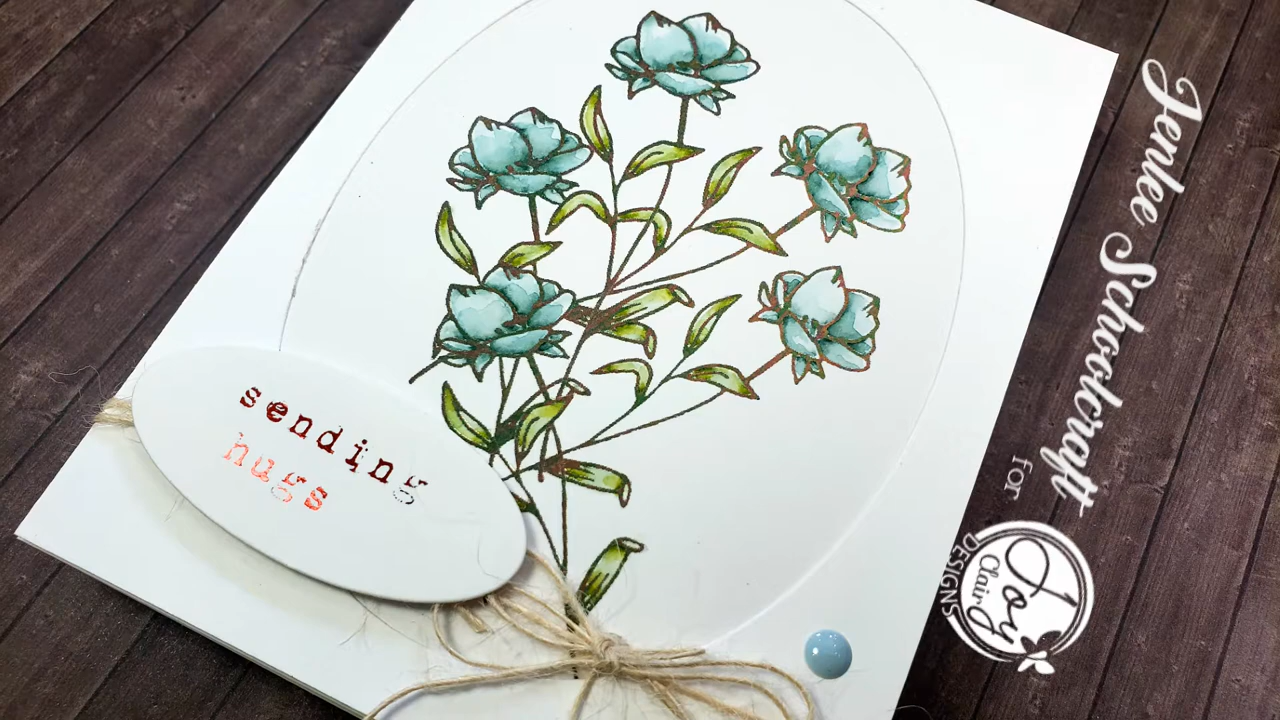 sending
hugs
Jenlee Schoolcraft
for
Joy
Clair
DESIGNS